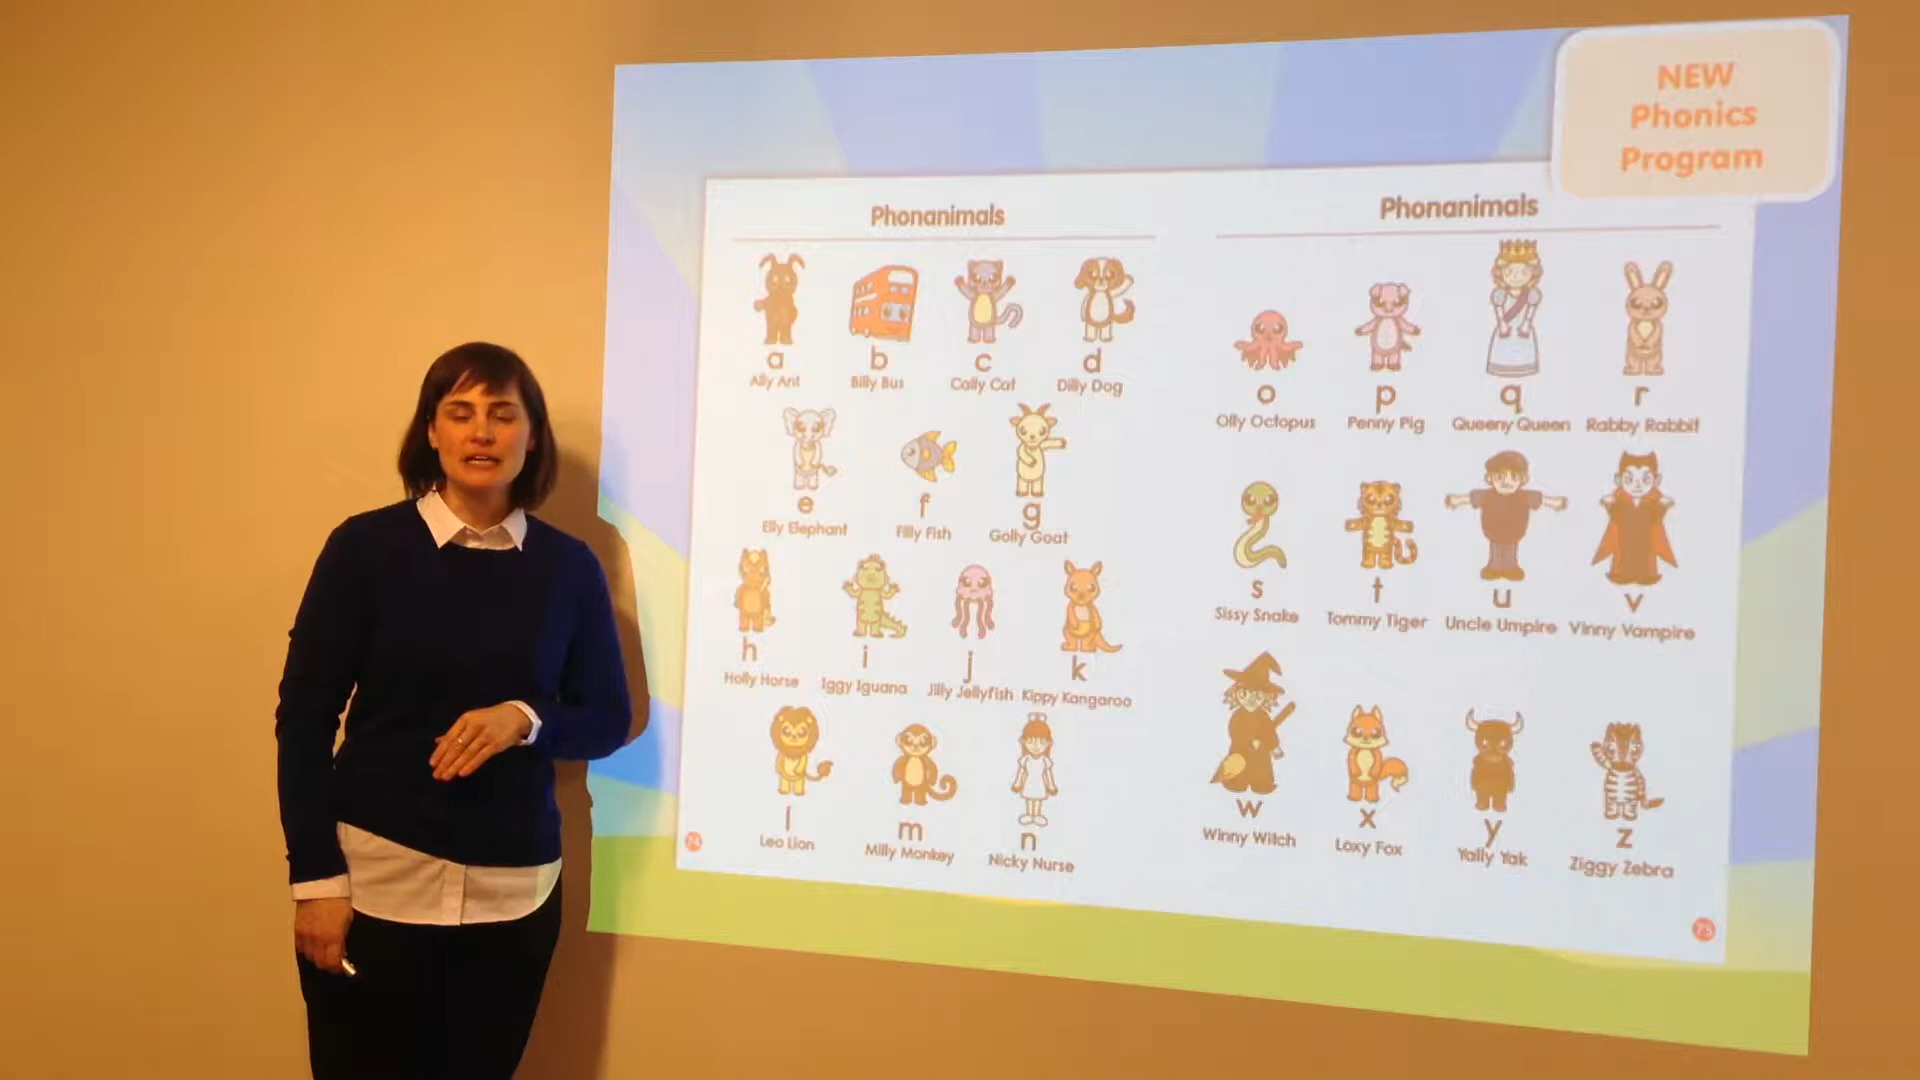 NEW
Phonics
Program
Phonanimals
a
Ally Ant
b
Billy Bus
c
Cally Cat
d
Dilly Dog
e
Elly Elephant
f
Filly Fish
g
Golly Goat
h
Holly Horse
i
Iggy Iguana
j
Jilly Jellyfish
k
Kippy Kangaroo
l
Leo Lion
m
Milly Monkey
n
Nicky Nurse
74
Phonanimals
o
Olly Octopus
p
Penny Pig
q
Queeny Queen
r
Rabby Rabbit
s
Sissy Snake
t
Tommy Tiger
u
Uncle Umpire
v
Vinny Vampire
w
Winny Witch
x
Loxy Fox
y
Yally Yak
z
Ziggy Zebra
75